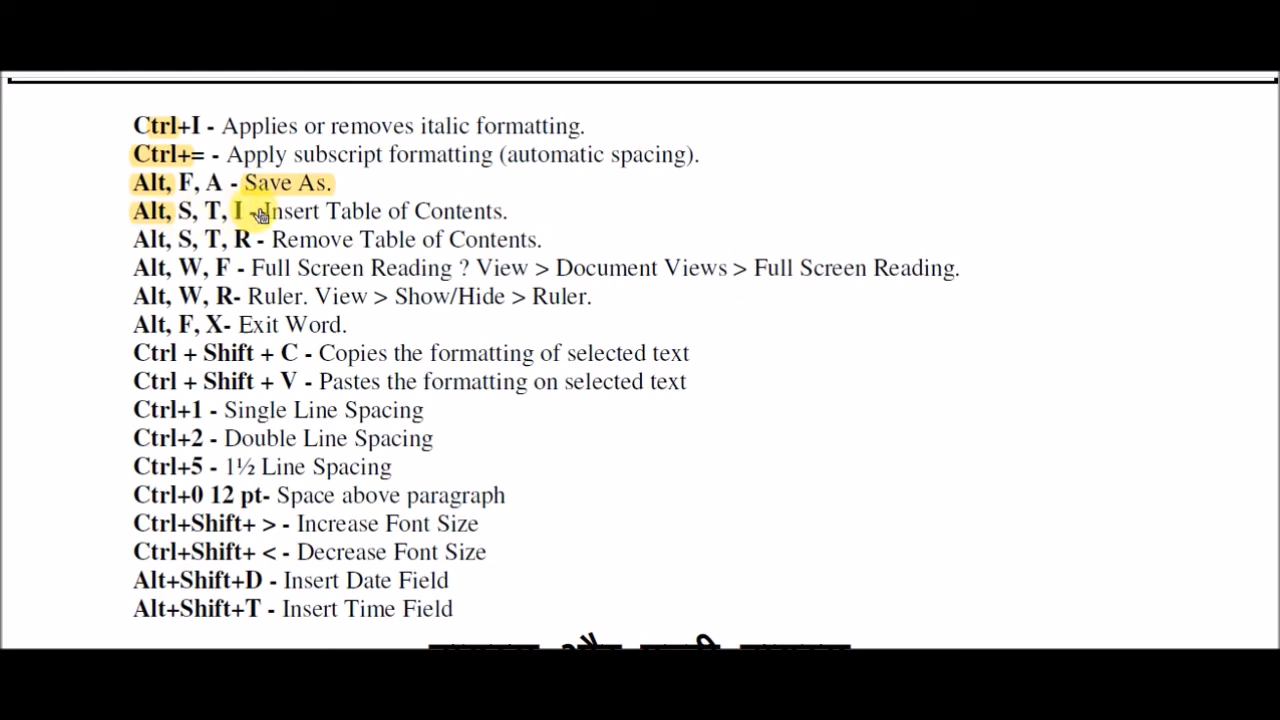 Ctrl+I - Applies or removes italic formatting.
Ctrl+= - Apply subscript formatting (automatic spacing).
Alt, F, A - Save As.
Alt, S, T, I - Insert Table of Contents.
Alt, S, T, R - Remove Table of Contents.
Alt, W, F - Full Screen Reading ? View > Document Views > Full Screen Reading.
Alt, W, R- Ruler. View > Show/Hide > Ruler.
Alt, F, X- Exit Word.
Ctrl + Shift + C - Copies the formatting of selected text
Ctrl + Shift + V - Pastes the formatting on selected text
Ctrl+1 - Single Line Spacing
Ctrl+2 - Double Line Spacing
Ctrl+5 - 1½ Line Spacing
Ctrl+0 12 pt- Space above paragraph
Ctrl+Shift+ > - Increase Font Size
Ctrl+Shift+ < - Decrease Font Size
Alt+Shift+D - Insert Date Field
Alt+Shift+T - Insert Time Field